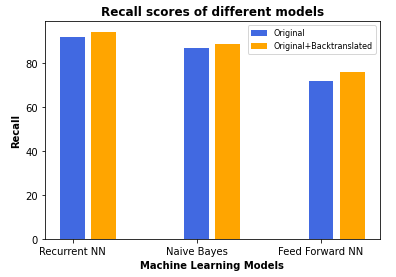 Recall scores of different models
Original
Original+Backtranslated
Recall
80
60
40
20
0
Recurrent NN
Naive Bayes
Feed Forward NN
Machine Learning Models